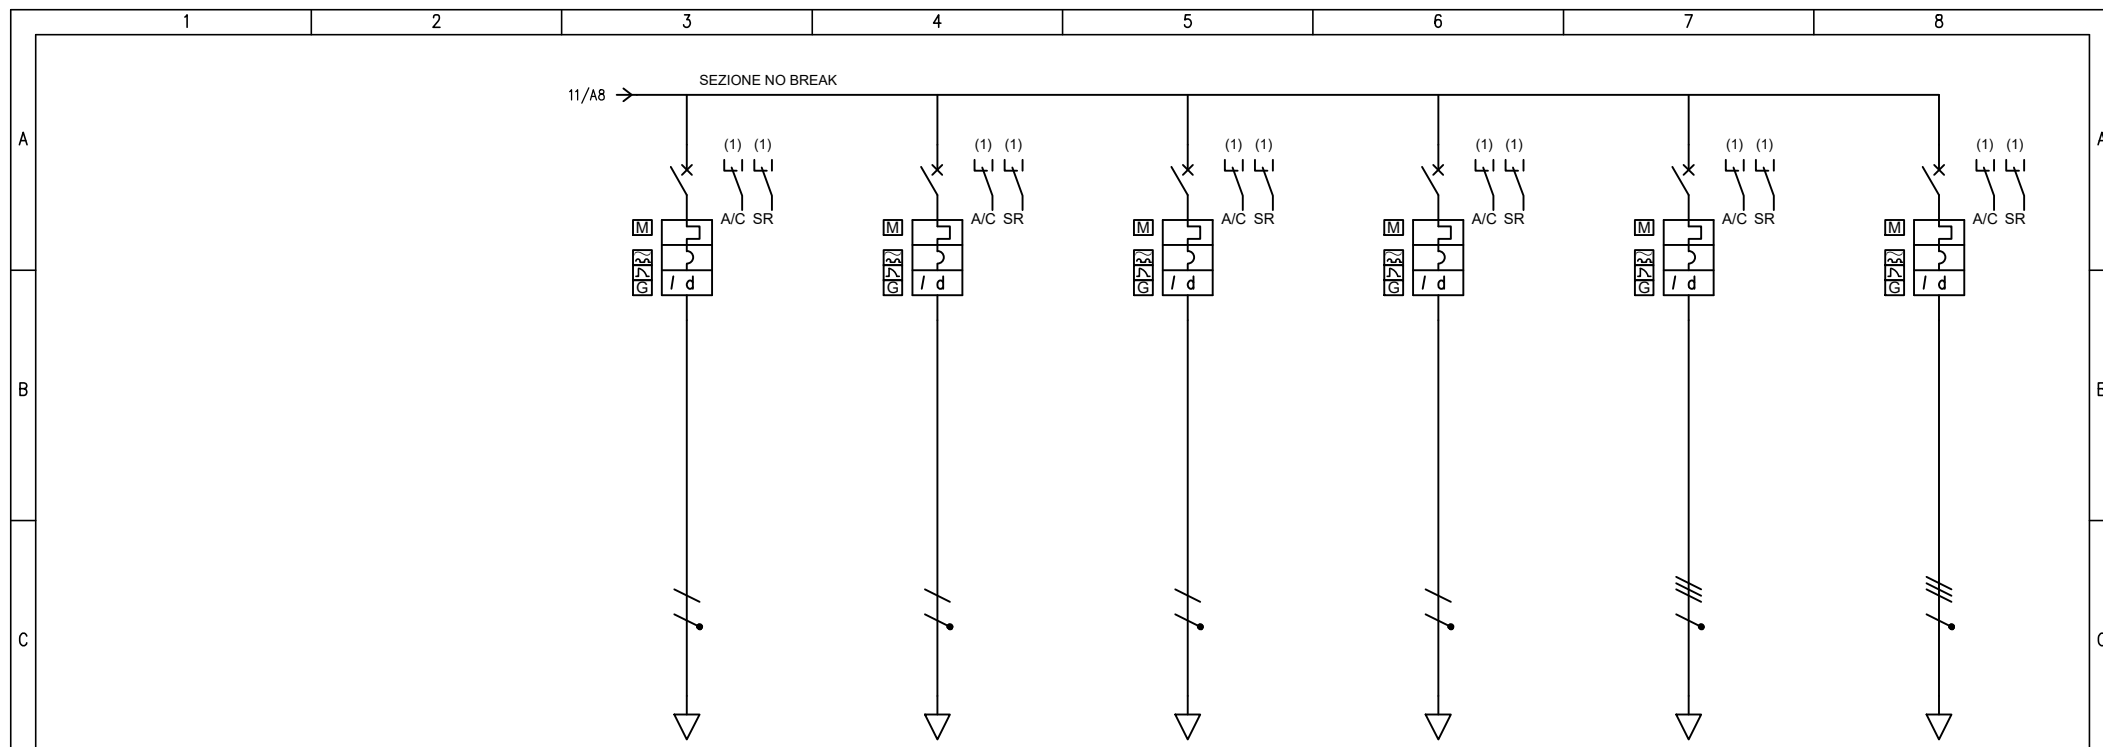 1 2 3 4 5 6 7 8
SEZIONE NO BREAK
11/A8
A A
(1) (1) (1) (1) (1) (1) (1) (1) (1) (1) (1) (1)
A/C SR A/C SR A/C SR A/C SR A/C SR A/C SR
M M M M M M
I d I d I d I d I d I d
G G G G G G
B
C